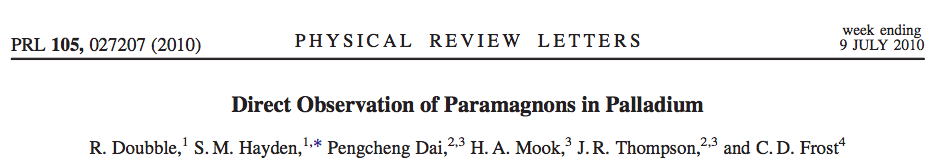 PRL 105, 027207 (2010) PHYSICAL REVIEW LETTERS week ending 9 JULY 2010
Direct Observation of Paramagnons in Palladium
R. Doubble,1 S. M. Hayden,1,* Pengcheng Dai,2,3 H. A. Mook,3 J. R. Thompson,2,3 and C. D. Frost4